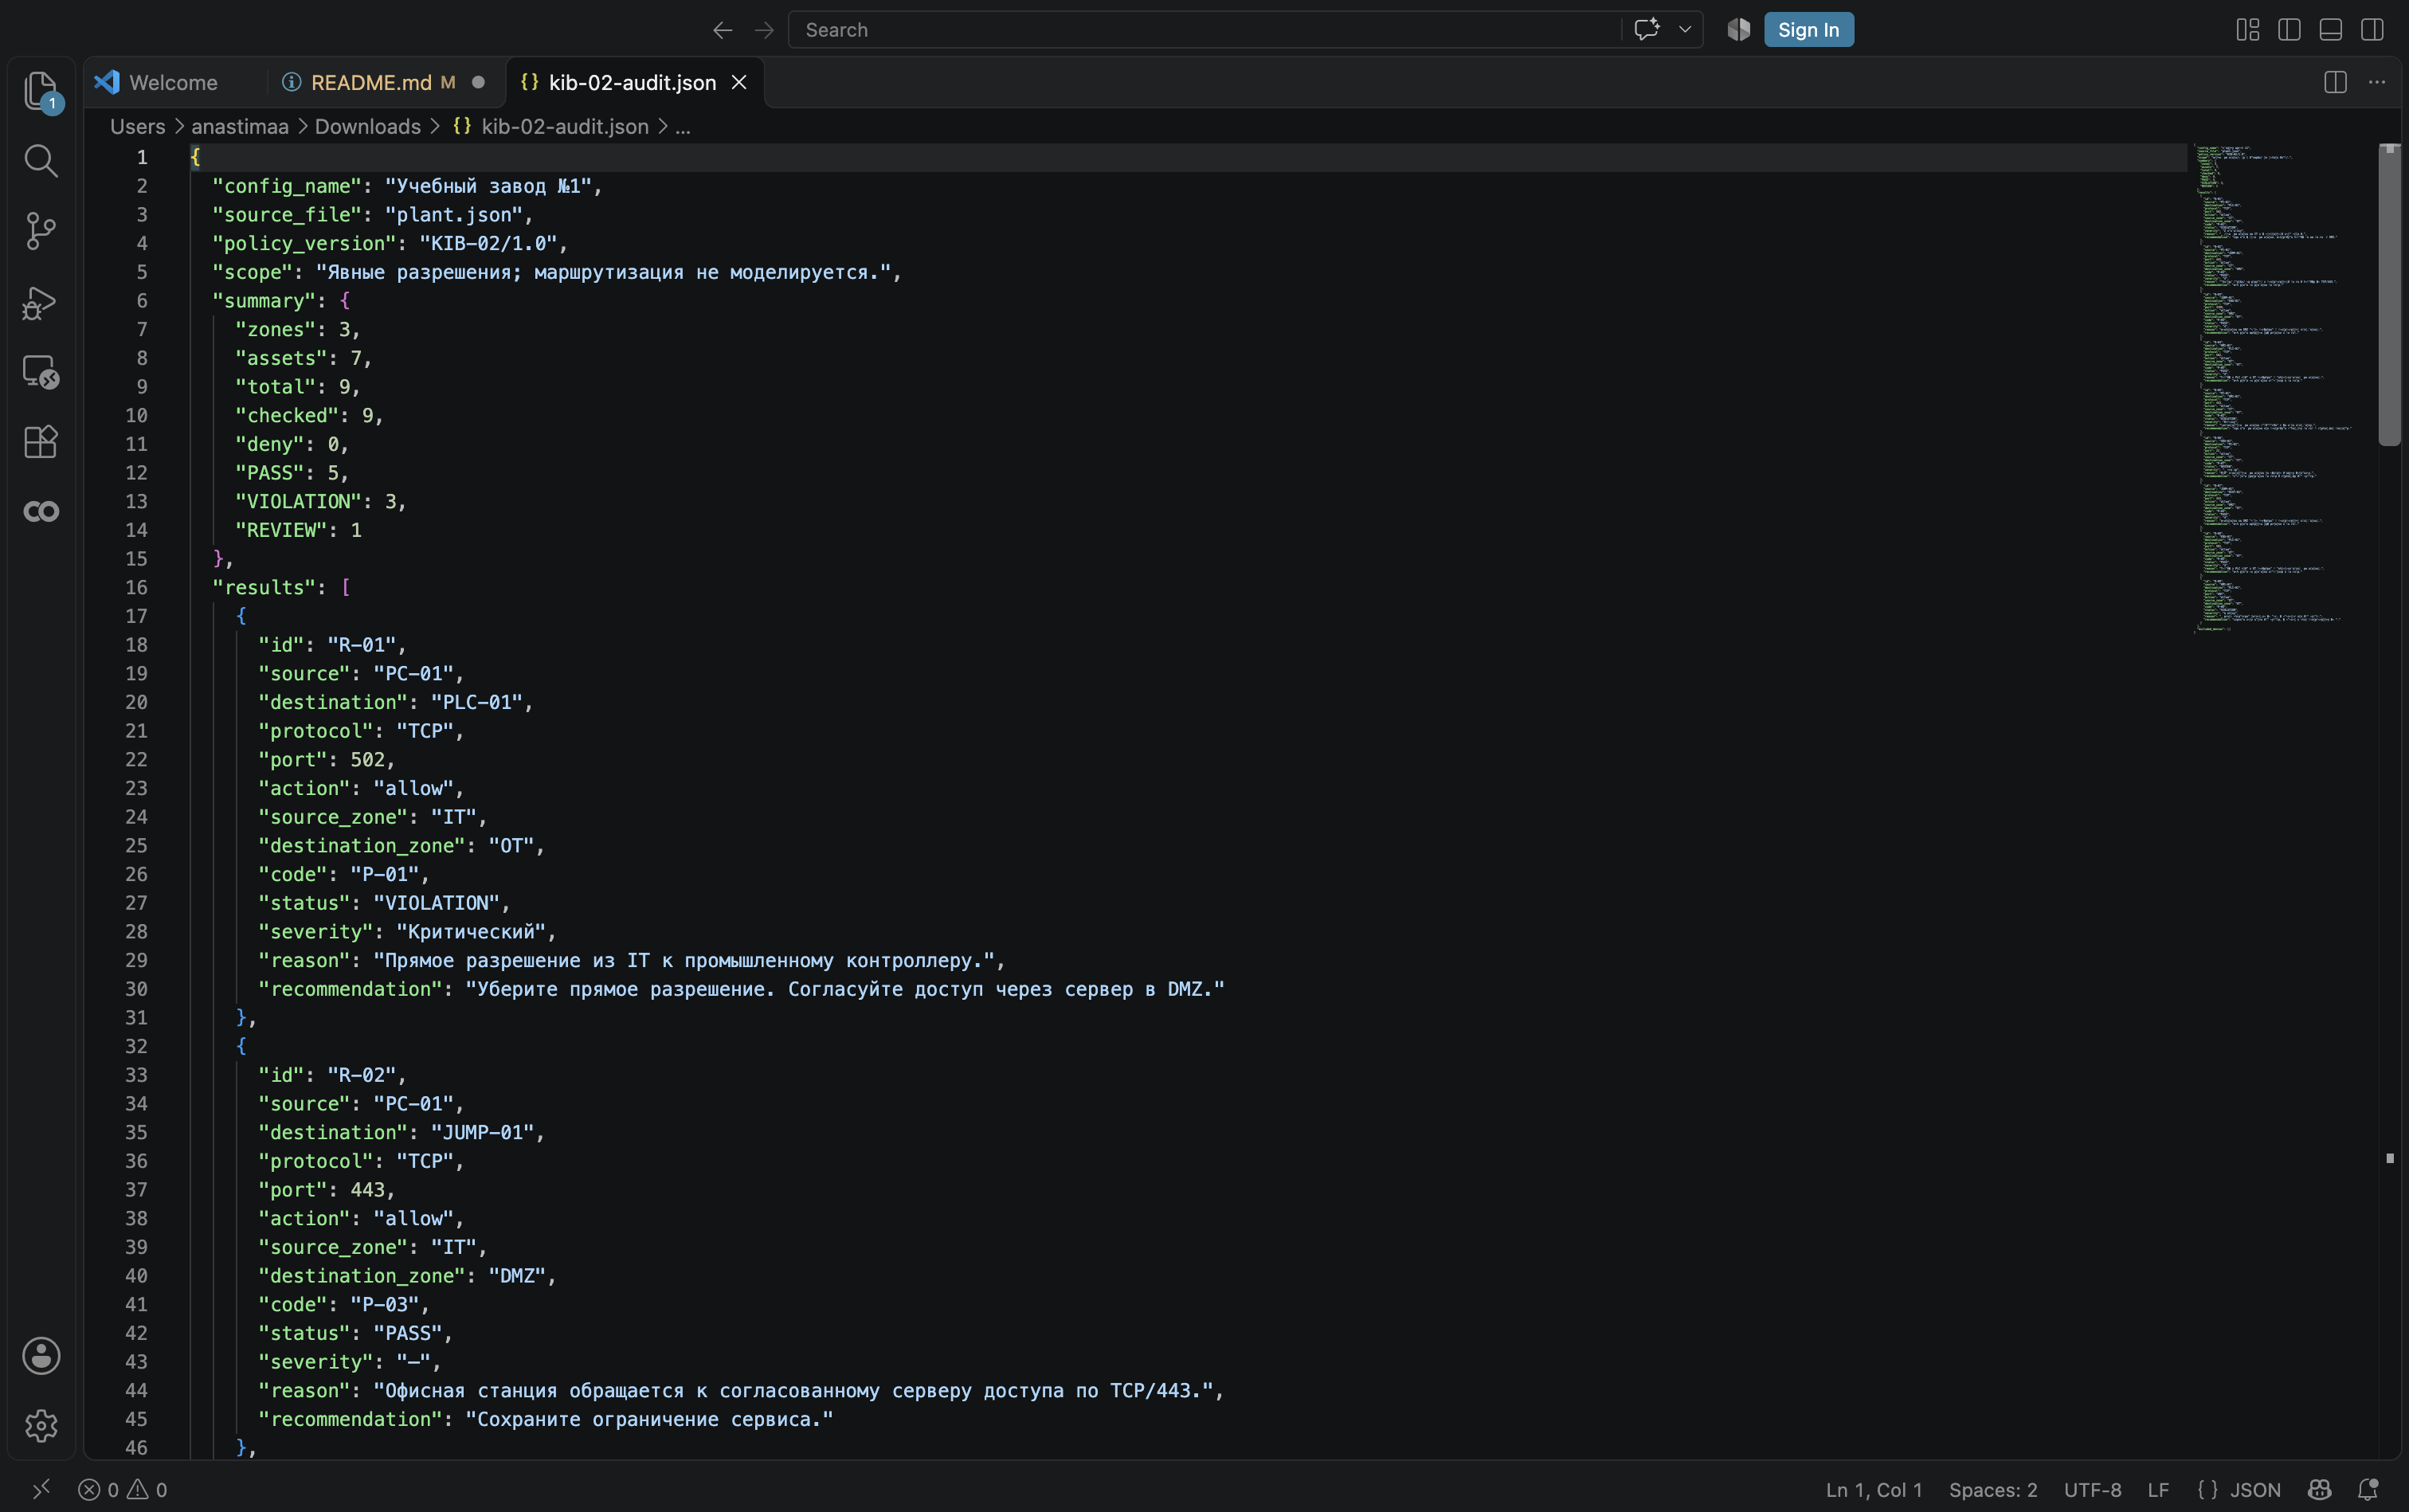 Search
Sign In
Welcome
README.md M
{} kib-02-audit.json
1
Users > anastimaa > Downloads > {} kib-02-audit.json > ...
1 {
2 "config_name": "Учебный завод №1",
3 "source_file": "plant.json",
4 "policy_version": "KIB-02/1.0",
5 "scope": "Явные разрешения; маршрутизация не моделируется.",
6 "summary": {
7 "zones": 3,
8 "assets": 7,
9 "total": 9,
10 "checked": 9,
11 "deny": 0,
12 "PASS": 5,
13 "VIOLATION": 3,
14 "REVIEW": 1
15 },
16 "results": [
17 {
18 "id": "R-01",
19 "source": "PC-01",
20 "destination": "PLC-01",
21 "protocol": "TCP",
22 "port": 502,
23 "action": "allow",
24 "source_zone": "IT",
25 "destination_zone": "OT",
26 "code": "P-01",
27 "status": "VIOLATION",
28 "severity": "Критический",
29 "reason": "Прямое разрешение из IT к промышленному контроллеру.",
30 "recommendation": "Уберите прямое разрешение. Согласуйте доступ через сервер в DMZ."
31 },
32 {
33 "id": "R-02",
34 "source": "PC-01",
35 "destination": "JUMP-01",
36 "protocol": "TCP",
37 "port": 443,
38 "action": "allow",
39 "source_zone": "IT",
40 "destination_zone": "DMZ",
41 "code": "P-03",
42 "status": "PASS",
43 "severity": "—",
44 "reason": "Офисная станция обращается к согласованному серверу доступа по TCP/443.",
45 "recommendation": "Сохраните ограничение сервиса."
46 },
0 0
Ln 1, Col 1 Spaces: 2 UTF-8 LF {} JSON